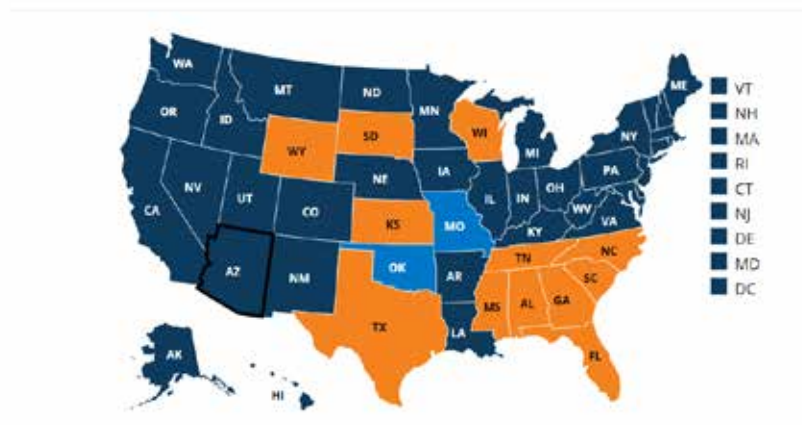 WA
MT
ND
MN
ME
VT
OR
ID
SD
WI
NH
WY
MI
NY
MA
IA
PA
RI
NE
NV
UT
IL
IN
OH
CT
CA
CO
WV
VA
NJ
KS
MO
KY
DE
AZ
NM
OK
AR
TN
NC
SC
MD
MS
AL
GA
DC
TX
LA
AK
FL
HI